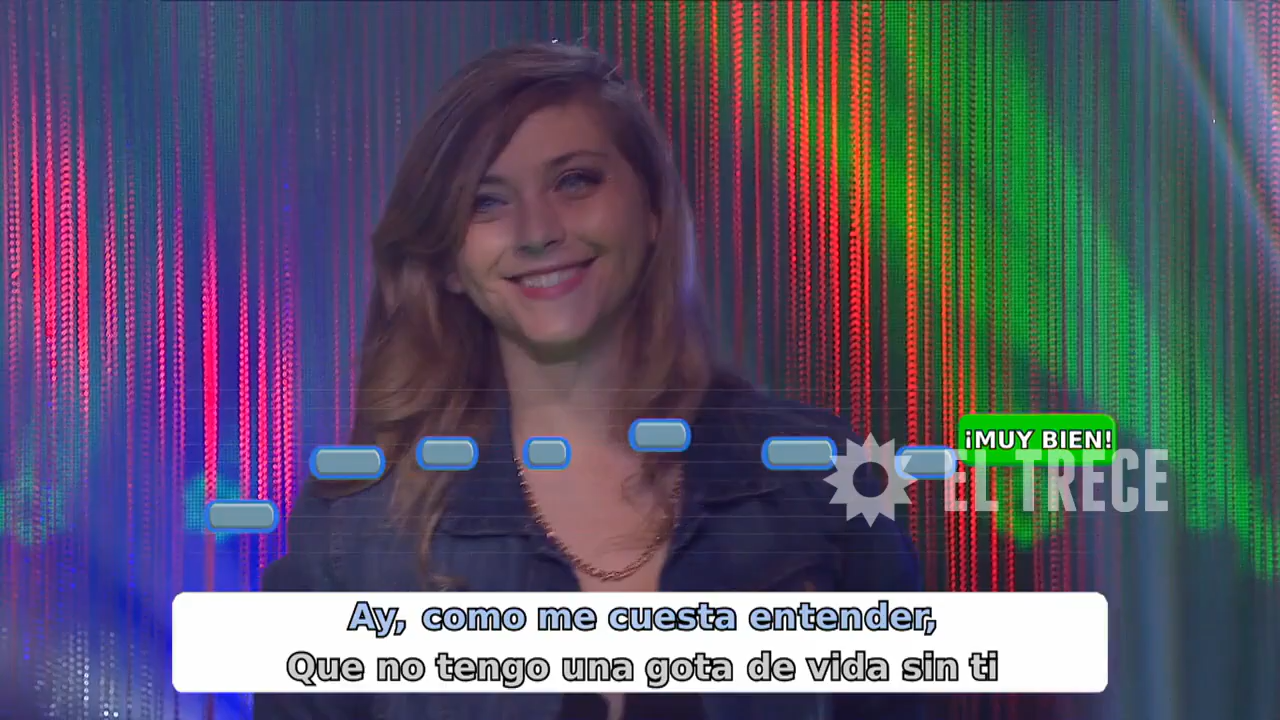 ¡MUY BIEN!
EL TRECE
Ay, como me cuesta entender,
Que no tengo una gota de vida sin ti